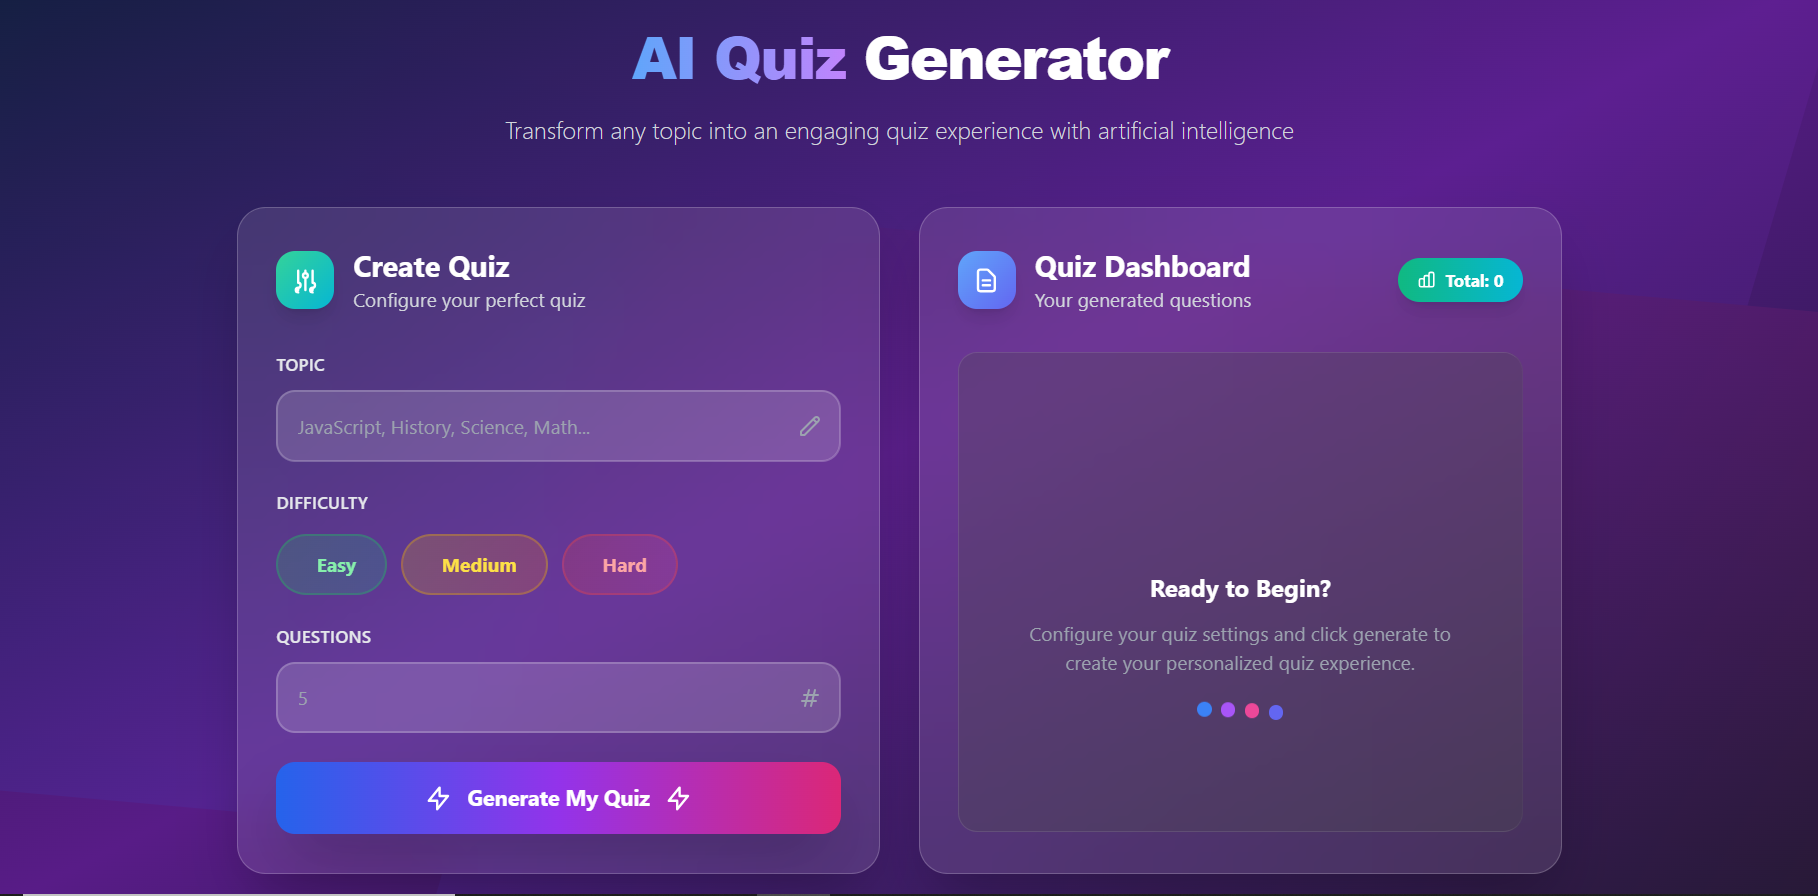 AI Quiz Generator
Transform any topic into an engaging quiz experience with artificial intelligence
Create Quiz
Configure your perfect quiz
TOPIC
JavaScript, History, Science, Math...
DIFFICULTY
Easy
Medium
Hard
QUESTIONS
5
#
Generate My Quiz
Quiz Dashboard
Your generated questions
Total: 0
Ready to Begin?
Configure your quiz settings and click generate to
create your personalized quiz experience.